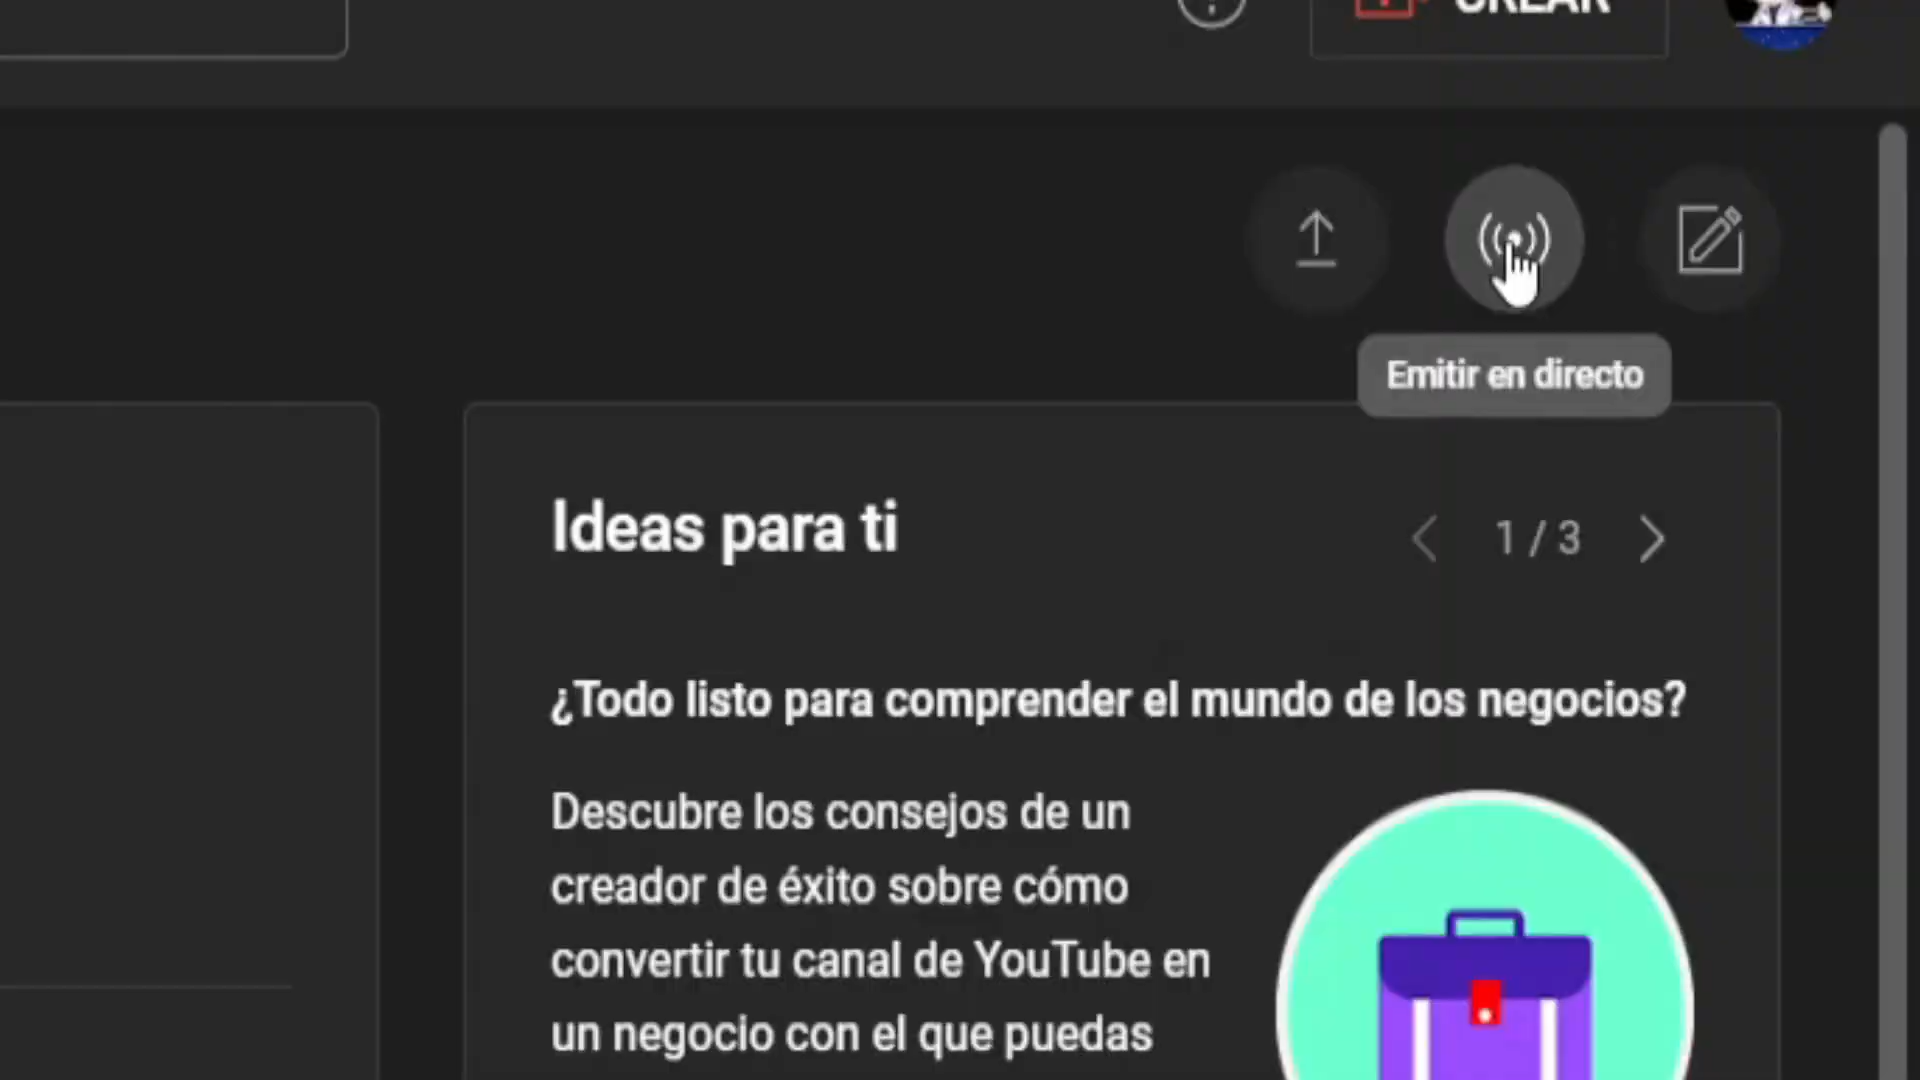 CREAR
Emitir en directo
Ideas para ti
1 / 3
¿Todo listo para comprender el mundo de los negocios?
Descubre los consejos de un
creador de éxito sobre cómo
convertir tu canal de YouTube en
un negocio con el que puedas